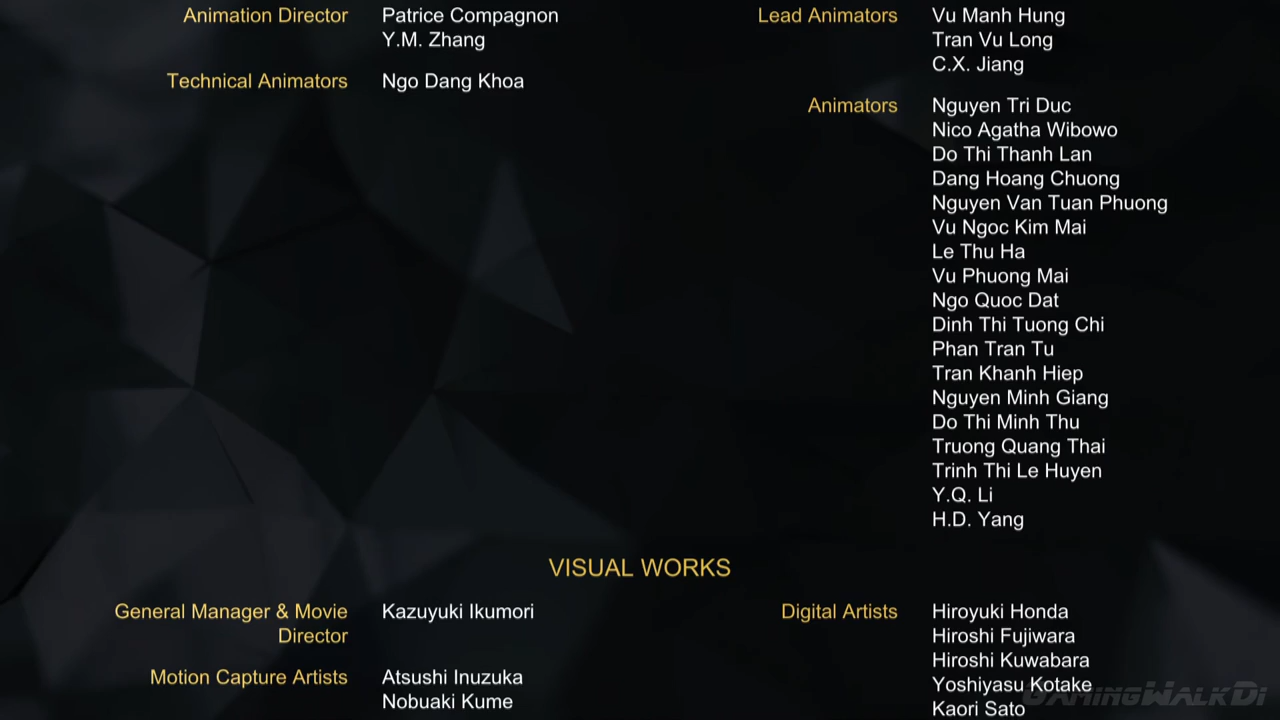 Animation Director
Patrice Compagnon
Y.M. Zhang
Technical Animators
Ngo Dang Khoa
Lead Animators
Vu Manh Hung
Tran Vu Long
C.X. Jiang
Animators
Nguyen Tri Duc
Nico Agatha Wibowo
Do Thi Thanh Lan
Dang Hoang Chuong
Nguyen Van Tuan Phuong
Vu Ngoc Kim Mai
Le Thu Ha
Vu Phuong Mai
Ngo Quoc Dat
Dinh Thi Tuong Chi
Phan Tran Tu
Tran Khanh Hiep
Nguyen Minh Giang
Do Thi Minh Thu
Truong Quang Thai
Trinh Thi Le Huyen
Y.Q. Li
H.D. Yang
VISUAL WORKS
General Manager & Movie
Director
Kazuyuki Ikumori
Motion Capture Artists
Atsushi Inuzuka
Nobuaki Kume
Digital Artists
Hiroyuki Honda
Hiroshi Fujiwara
Hiroshi Kuwabara
Yoshiyasu Kotake
Kaori Sato
GamingWalkDi